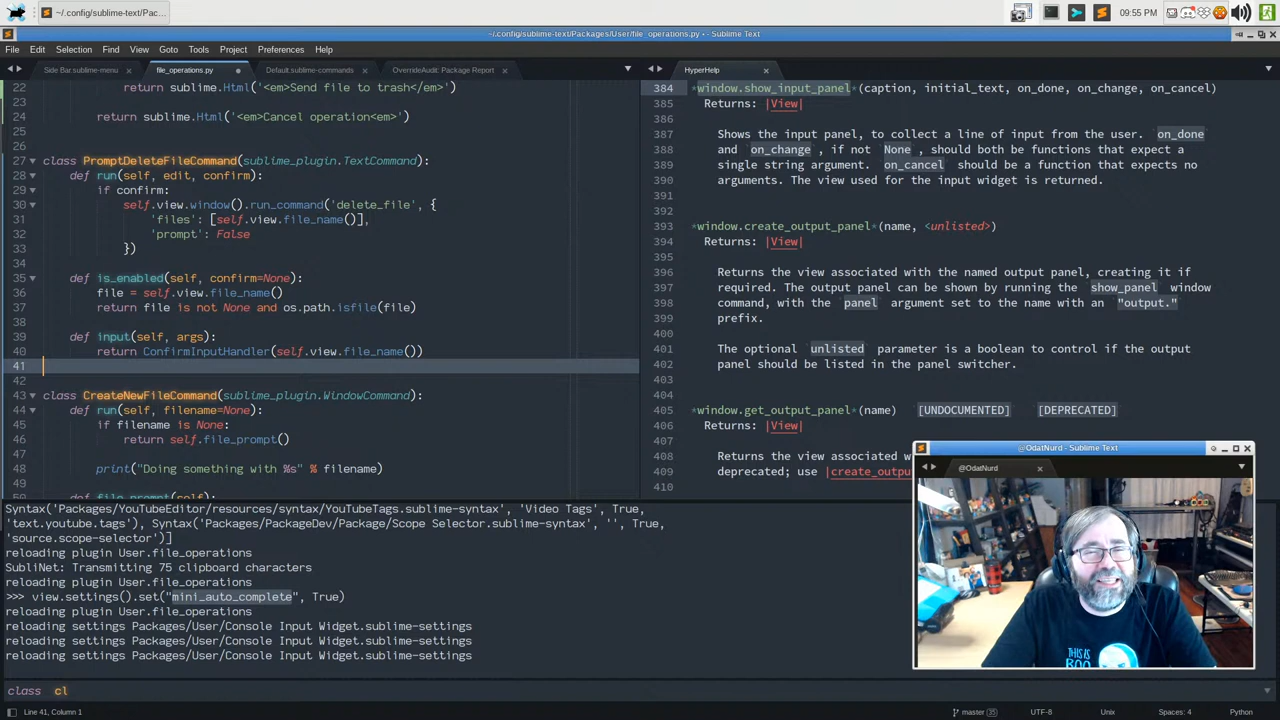 ~/.config/sublime-text/Pac...
09:55 PM
~/.config/sublime-text/Packages/User/file_operations.py • - Sublime Text
File Edit Selection Find View Goto Tools Project Preferences Help
Side Bar.sublime-menu
file_operations.py
Default.sublime-commands
OverrideAudit: Package Report
22 return sublime.Html('<em>Send file to trash</em>')
23
24 return sublime.Html('<em>Cancel operation<em>')
25
26
27 class PromptDeleteFileCommand(sublime_plugin.TextCommand):
28 def run(self, edit, confirm):
29 if confirm:
30 self.view.window().run_command('delete_file', {
31 'files': [self.view.file_name()],
32 'prompt': False
33 })
34
35 def is_enabled(self, confirm=None):
36 file = self.view.file_name()
37 return file is not None and os.path.isfile(file)
38
39 def input(self, args):
40 return ConfirmInputHandler(self.view.file_name())
41
42
43 class CreateNewFileCommand(sublime_plugin.WindowCommand):
44 def run(self, filename=None):
45 if filename is None:
46 return self.file_prompt()
47
48 print("Doing something with %s" % filename)
49
50 def file_prompt(self):
HyperHelp
384 *window.show_input_panel*(caption, initial_text, on_done, on_change, on_cancel)
385 Returns: |View|
386
387 Shows the input panel, to collect a line of input from the user. on_done
388 and on_change , if not None , should both be functions that expect a
389 single string argument. on_cancel should be a function that expects no
390 arguments. The view used for the input widget is returned.
391
392
393 *window.create_output_panel*(name, <unlisted>)
394 Returns: |View|
395
396 Returns the view associated with the named output panel, creating it if
397 required. The output panel can be shown by running the show_panel window
398 command, with the panel argument set to the name with an "output."
399 prefix.
400
401 The optional unlisted parameter is a boolean to control if the output
402 panel should be listed in the panel switcher.
403
404
405 *window.get_output_panel*(name) [UNDOCUMENTED] [DEPRECATED]
406 Returns: |View|
407
408 Returns the view associated
409 deprecated; use |create_outpu
410
@OdatNurd - Sublime Text
@OdatNurd
THIS IS
BOO
Syntax('Packages/YouTubeEditor/resources/syntax/YouTubeTags.sublime-syntax', 'Video Tags', True,
'text.youtube.tags'), Syntax('Packages/PackageDev/Package/Scope Selector.sublime-syntax', '', True,
'source.scope-selector')]
reloading plugin User.file_operations
SubliNet: Transmitting 75 clipboard characters
reloading plugin User.file_operations
>>> view.settings().set("mini_auto_complete", True)
reloading plugin User.file_operations
reloading settings Packages/User/Console Input Widget.sublime-settings
reloading settings Packages/User/Console Input Widget.sublime-settings
reloading settings Packages/User/Console Input Widget.sublime-settings
class cl
Line 41, Column 1
master 35
UTF-8
Unix
Spaces: 4
Python